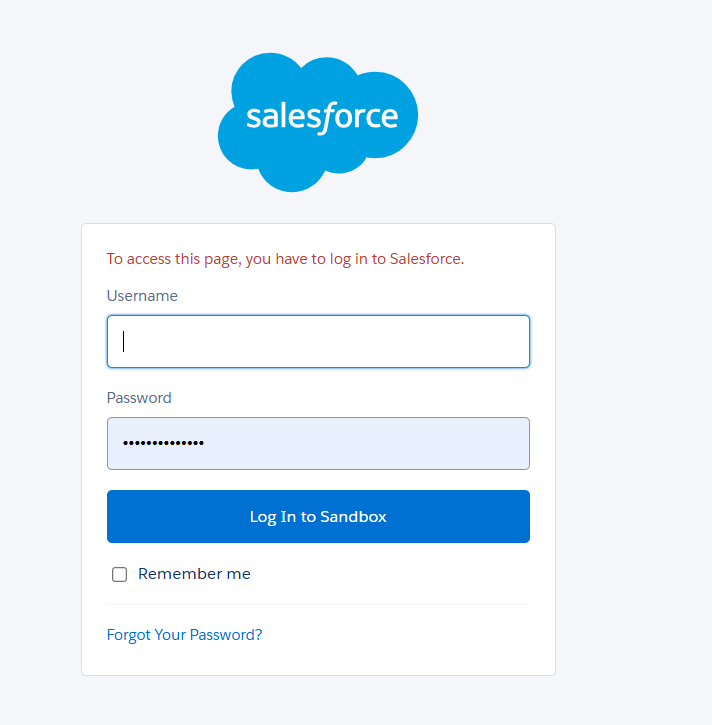 salesforce
To access this page, you have to log in to Salesforce.
Username
Password
••••••••••••••
Log In to Sandbox
Remember me
Forgot Your Password?